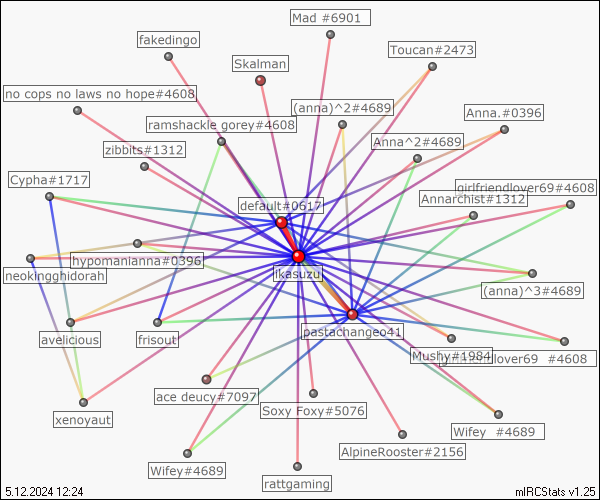 Mad #6901
fakedingo
Toucan#2473
Skalman
no cops no laws no hope#4608
(anna)^2#4689
Anna.#0396
ramshackle gorey#4608
Anna^2#4689
zibbits#1312
Cypha#1717
girlfriendlover69#4608
Annarchist#1312
default#0617
hypomanianna#0396
ikasuzu
neokingghidorah
(anna)^3#4689
pastachangeo41
avelicious
frisout
Mushy#1984
lover69 #4608
ace deucy#7097
Soxy Foxy#5076
xenoyaut
Wifey #4689
AlpineRooster#2156
Wifey#4689
rattgaming
5.12.2024 12:24
mIRCStats v1.25